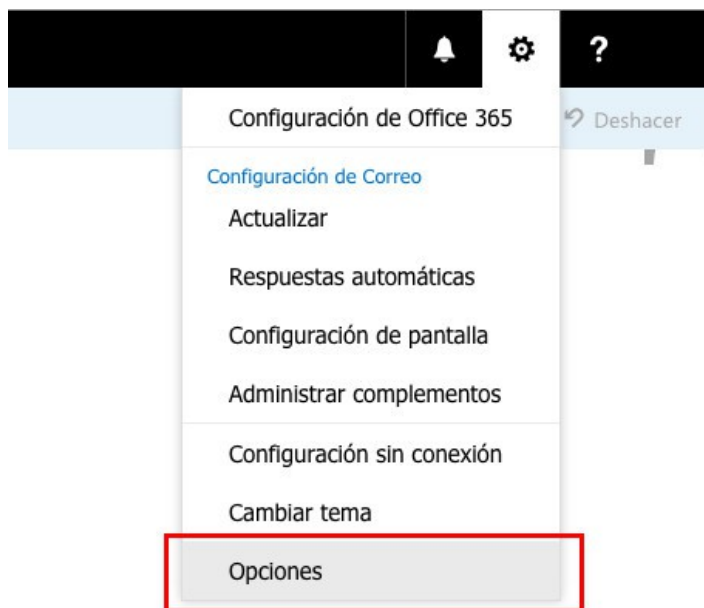 ?
Configuración de Office 365
Deshacer
Configuración de Correo
Actualizar
Respuestas automáticas
Configuración de pantalla
Administrar complementos
Configuración sin conexión
Cambiar tema
Opciones